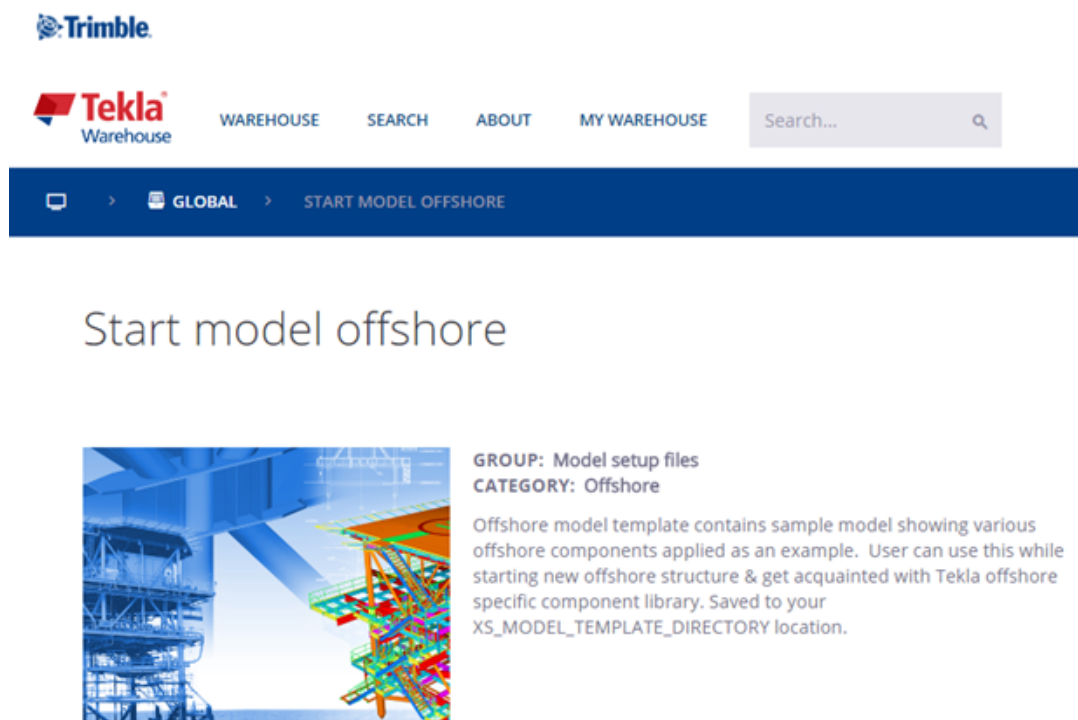 Trimble.
Tekla®
Warehouse
WAREHOUSE SEARCH ABOUT MY WAREHOUSE Search...
> GLOBAL > START MODEL OFFSHORE
Start model offshore
GROUP: Model setup files
CATEGORY: Offshore
Offshore model template contains sample model showing various
offshore components applied as an example. User can use this while
starting new offshore structure & get acquainted with Tekla offshore
specific component library. Saved to your
XS_MODEL_TEMPLATE_DIRECTORY location.